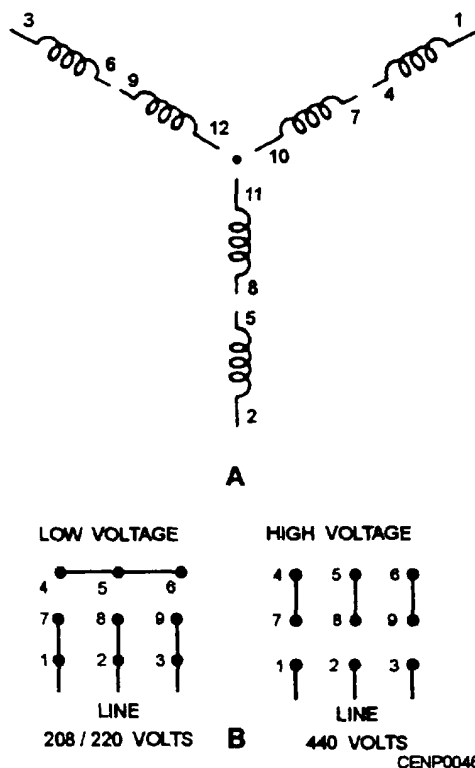 3 1
6 4
9 7
12 10
11
8
5
2
A
LOW VOLTAGE HIGH VOLTAGE
4 5 6 4 5 6
7 8 9 7 8 9
1 2 3 1 2 3
LINE LINE
208 / 220 VOLTS B 440 VOLTS
CENP0046